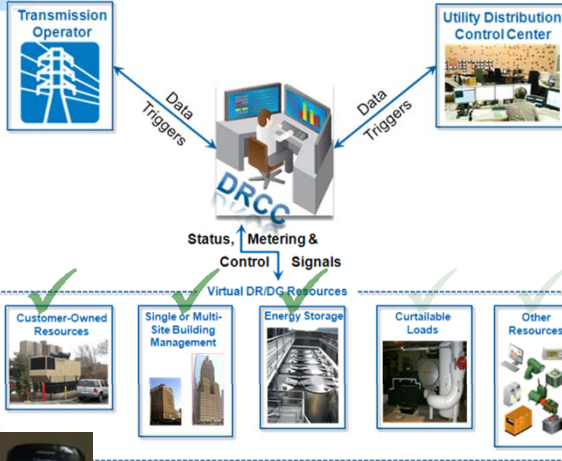 Transmission
Operator
Utility Distribution
Control Center
Data
Triggers
Data
Triggers
DRCC
Status, Metering &
Control Signals
Virtual DR/DG Resources
Customer-Owned
Resources
Single or Multi-
Site Building
Management
Energy Storage
Curtailable
Loads
Other
Resources